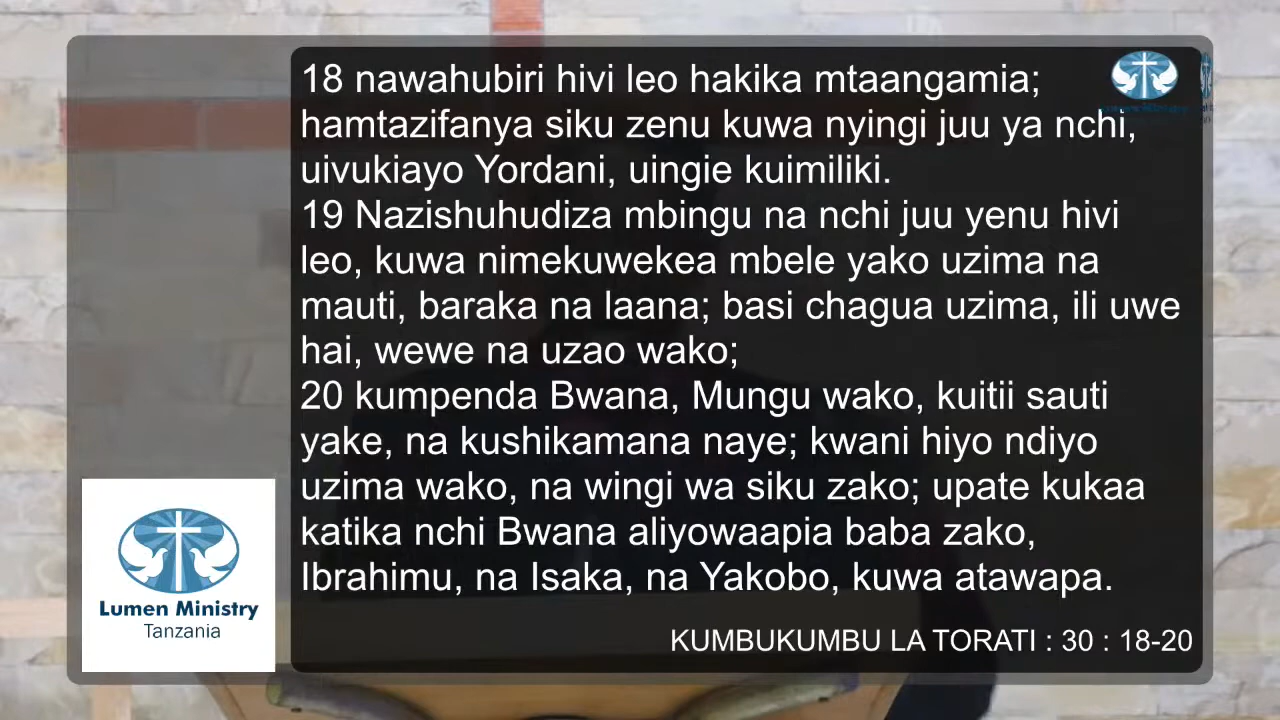 18 nawahubiri hivi leo hakika mtaangamia;
hamtazifanya siku zenu kuwa nyingi juu ya nchi,
uivukiayo Yordani, uingie kuimiliki.
19 Nazishuhudiza mbingu na nchi juu yenu hivi
leo, kuwa nimekuwekea mbele yako uzima na
mauti, baraka na laana; basi chagua uzima, ili uwe
hai, wewe na uzao wako;
20 kumpenda Bwana, Mungu wako, kuitii sauti
yake, na kushikamana naye; kwani hiyo ndiyo
uzima wako, na wingi wa siku zako; upate kukaa
katika nchi Bwana aliyowaapia baba zako,
Ibrahimu, na Isaka, na Yakobo, kuwa atawapa.
KUMBUKUMBU LA TORATI : 30 : 18-20
Lumen Ministry
Tanzania
Lumen Ministry